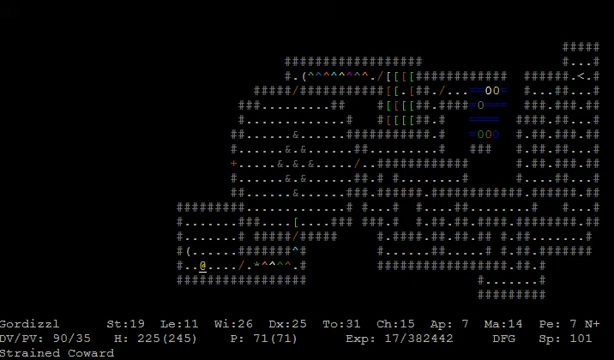 Gordizzl St:19 Le:11 Wi:26 Dx:25 To:31 Ch:15 Ap: 7 Ma:14 Pe: 7 N+
DV/PV: 90/35 H: 225(245) P: 71(71) Exp: 17/382442 DFG Sp: 101
Strained Coward